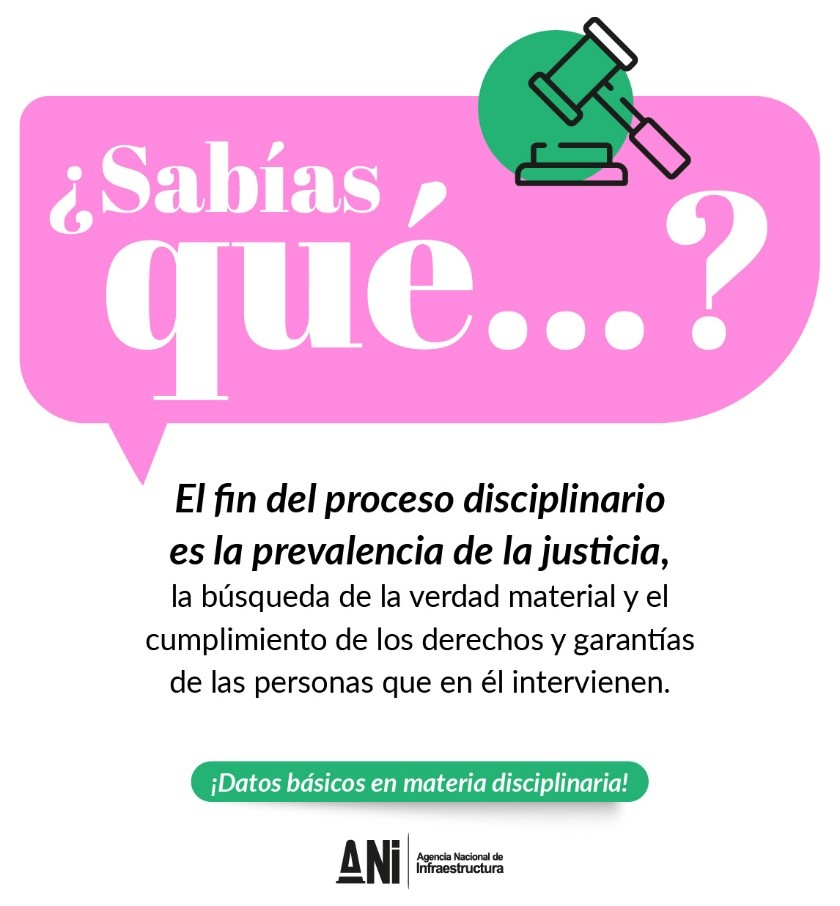 ¿Sabías
qué...?
El fin del proceso disciplinario
es la prevalencia de la justicia,
la búsqueda de la verdad material y el
cumplimiento de los derechos y garantías
de las personas que en él intervienen.
¡Datos básicos en materia disciplinaria!
ANi
Agencia Nacional de
Infraestructura